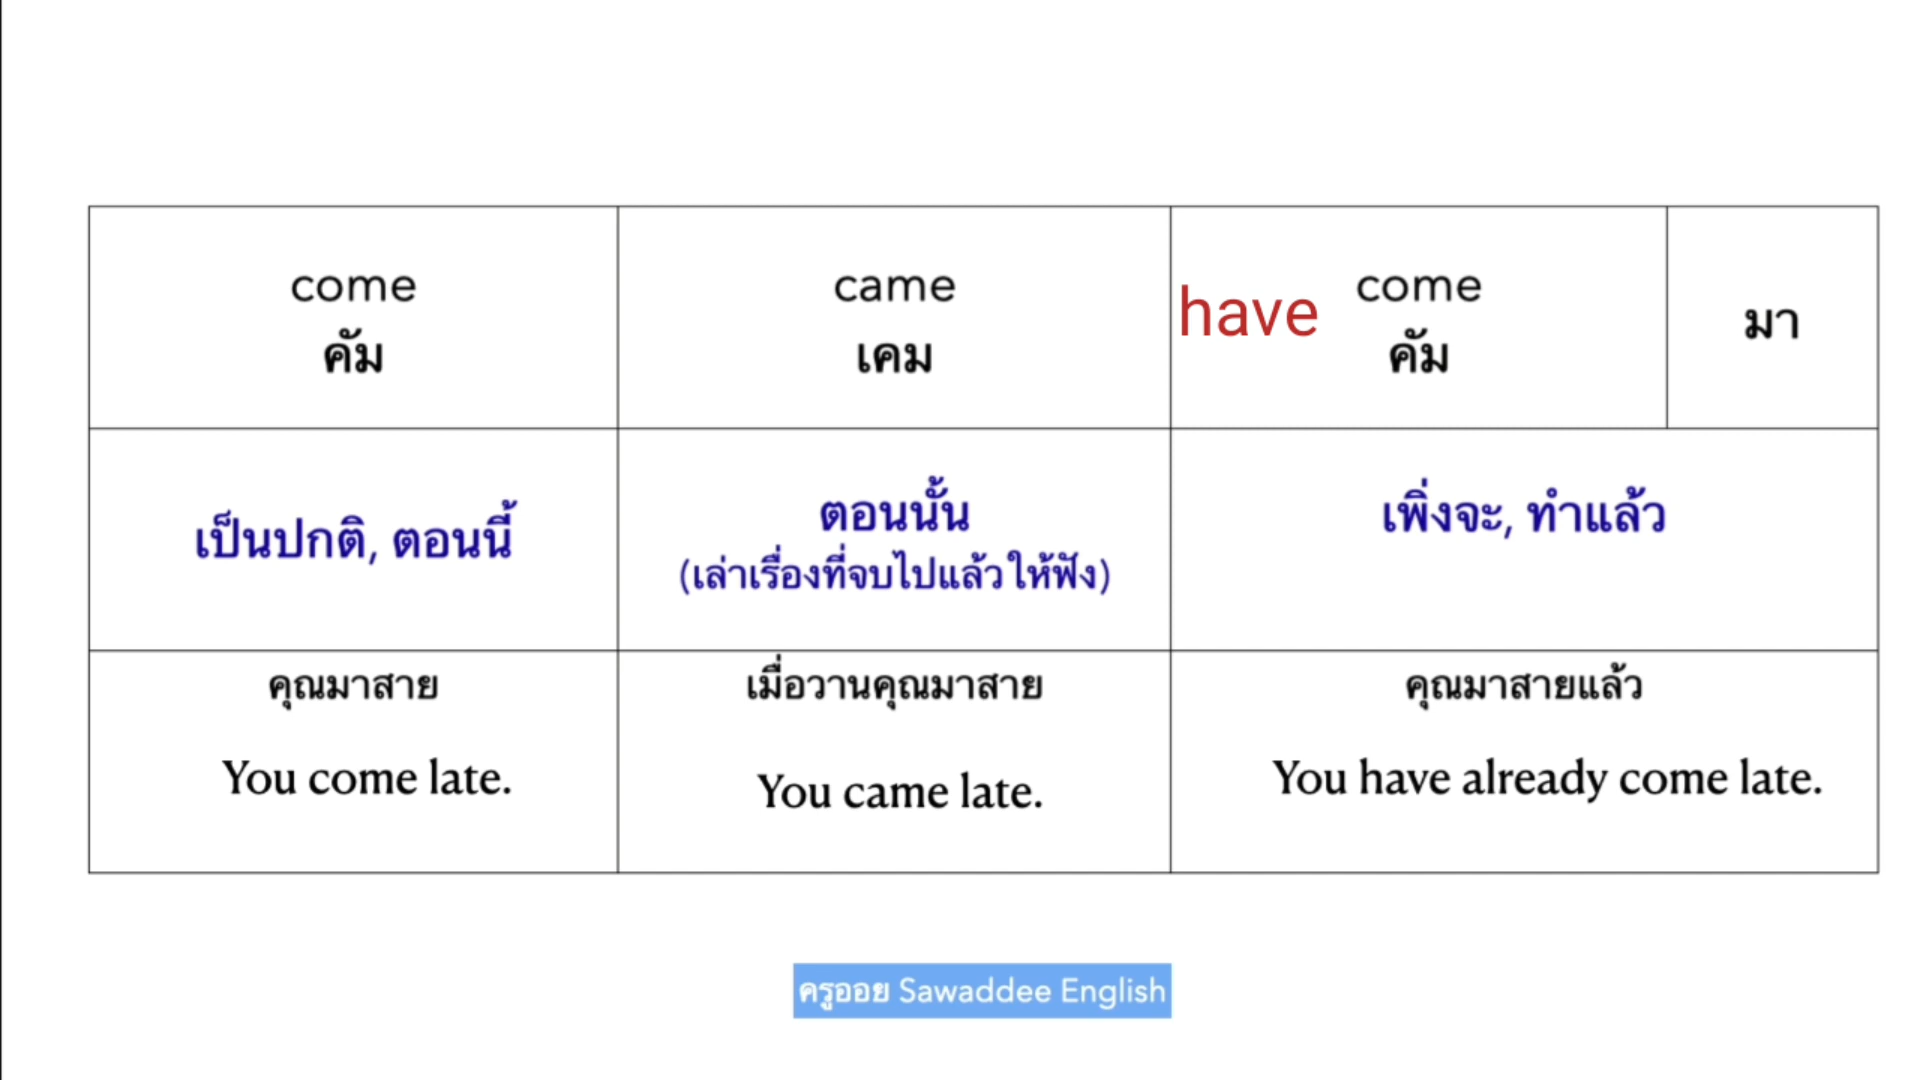 come
คัม
came
เคม
have come
คัม
มา
เป็นปกติ, ตอนนี้
ตอนนั้น
(เล่าเรื่องที่จบไปแล้วให้ฟัง)
เพิ่งจะ, ทำแล้ว
คุณมาสาย
You come late.
เมื่อวานคุณมาสาย
You came late.
คุณมาสายแล้ว
You have already come late.
ครูออย Sawaddee English